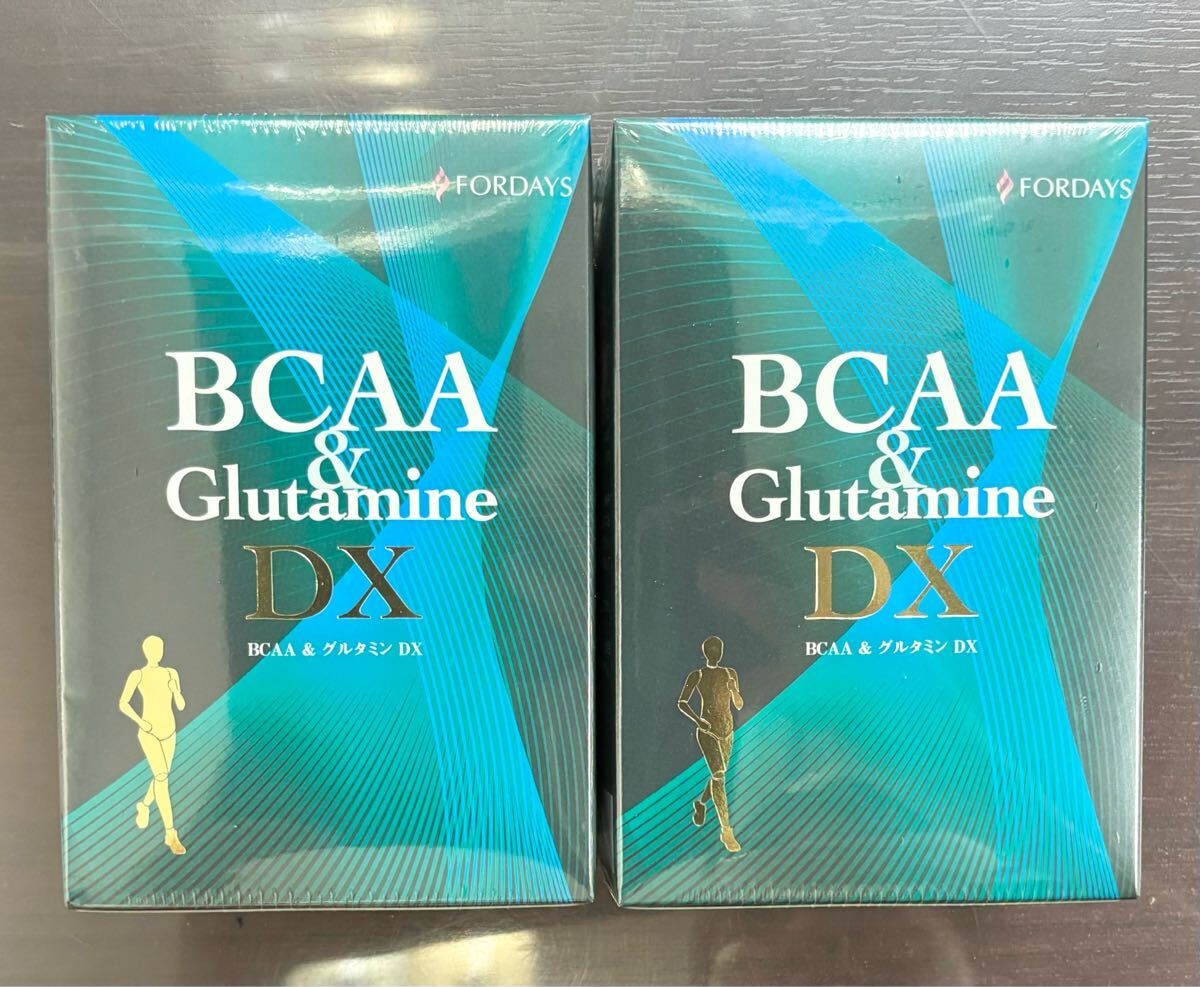 FORDAYS
BCAA
&
Glutamine
DX
BCAA & グルタミン DX
FORDAYS
BCAA
&
Glutamine
DX
BCAA & グルタミン DX